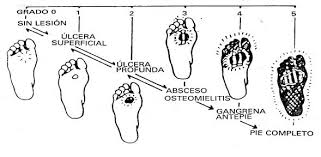 GRADO 0
SIN LESIÓN
1
ÚLCERA
SUPERFICIAL
2
ÚLCERA
PROFUNDA
3
ABSCESO
OSTEOMIELITIS
4
GANGRENA
ANTEPIE
5
PIE COMPLETO